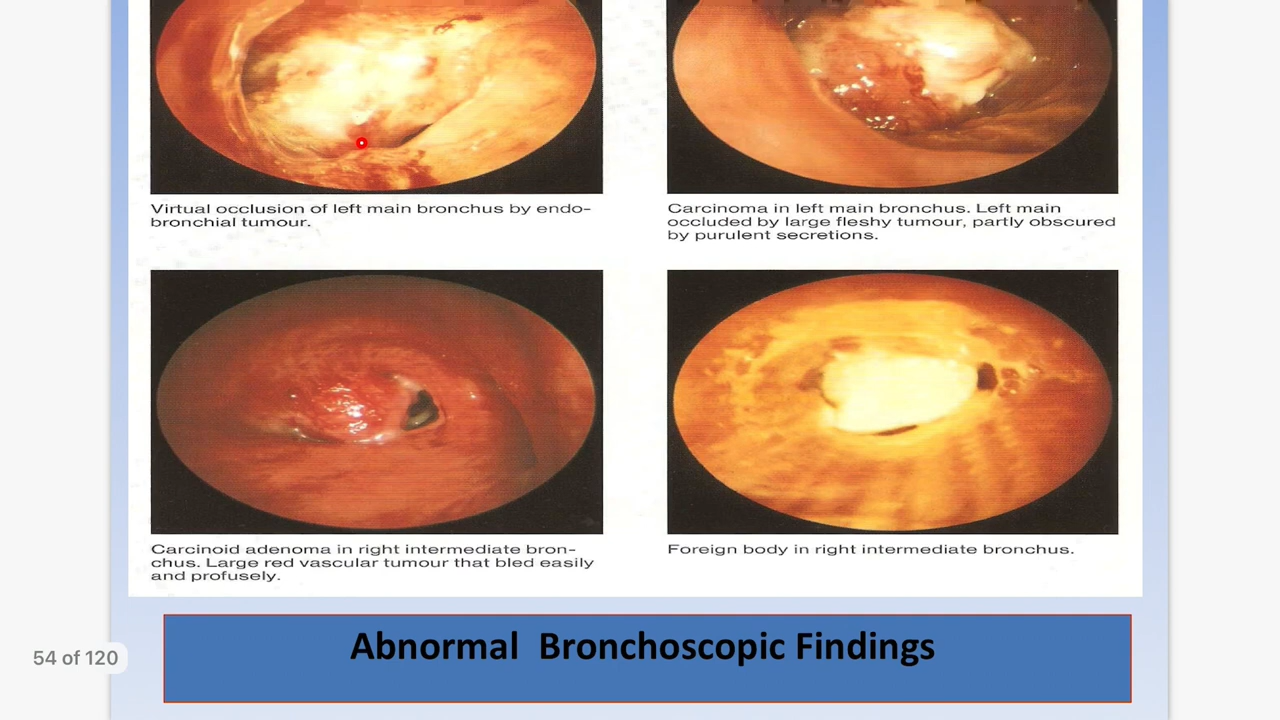 Virtual occlusion of left main bronchus by endo-
bronchial tumour.
Carcinoma in left main bronchus. Left main
occluded by large fleshy tumour, partly obscured
by purulent secretions.
Carcinoid adenoma in right intermediate bron-
chus. Large red vascular tumour that bled easily
and profusely.
Foreign body in right intermediate bronchus.
Abnormal Bronchoscopic Findings
54 of 120